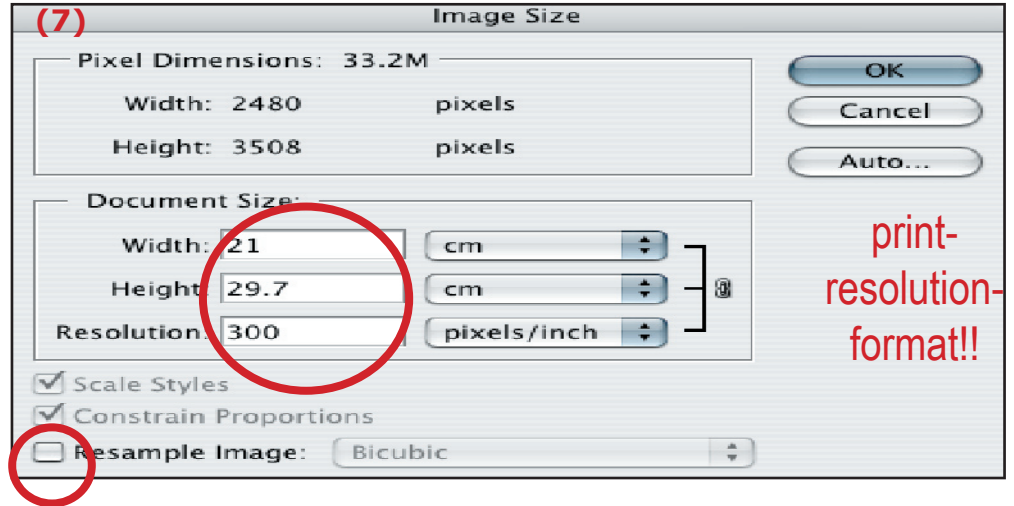 (7)
Image Size
Pixel Dimensions: 33.2M
Width: 2480 pixels
Height: 3508 pixels
OK
Cancel
Auto...
Document Size:
Width: 21 cm
Height: 29.7 cm
Resolution: 300 pixels/inch
print-
resolution-
format!!
Scale Styles
Constrain Proportions
Resample Image: Bicubic